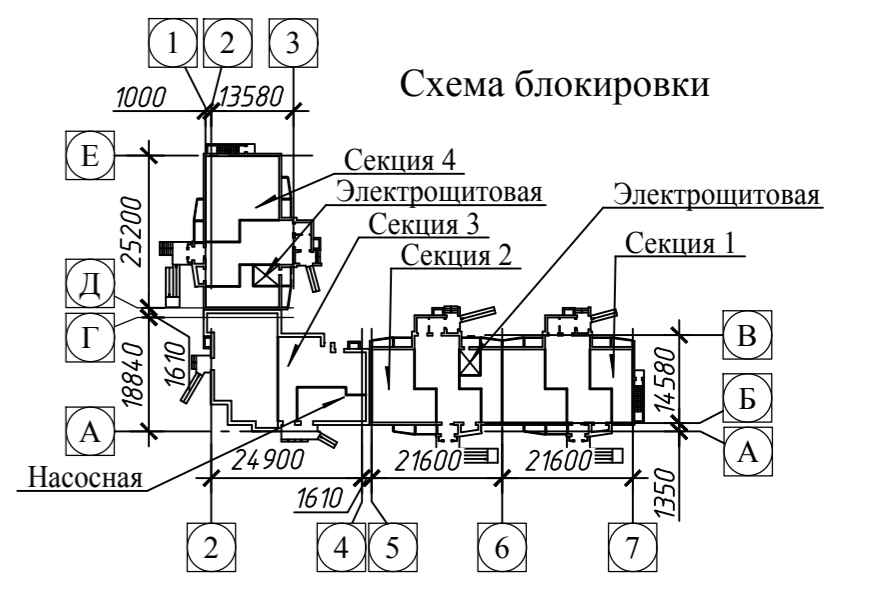 1 2 3
Схема блокировки
1000 13580
Е
Секция 4
Электрощитовая
Электрощитовая
25200
Секция 3
Секция 1
Секция 2
Д
Г
В
1610
18840
14580
Б
А
А
24900
21600
21600
Насосная
1610
1350
2 4 5 6 7